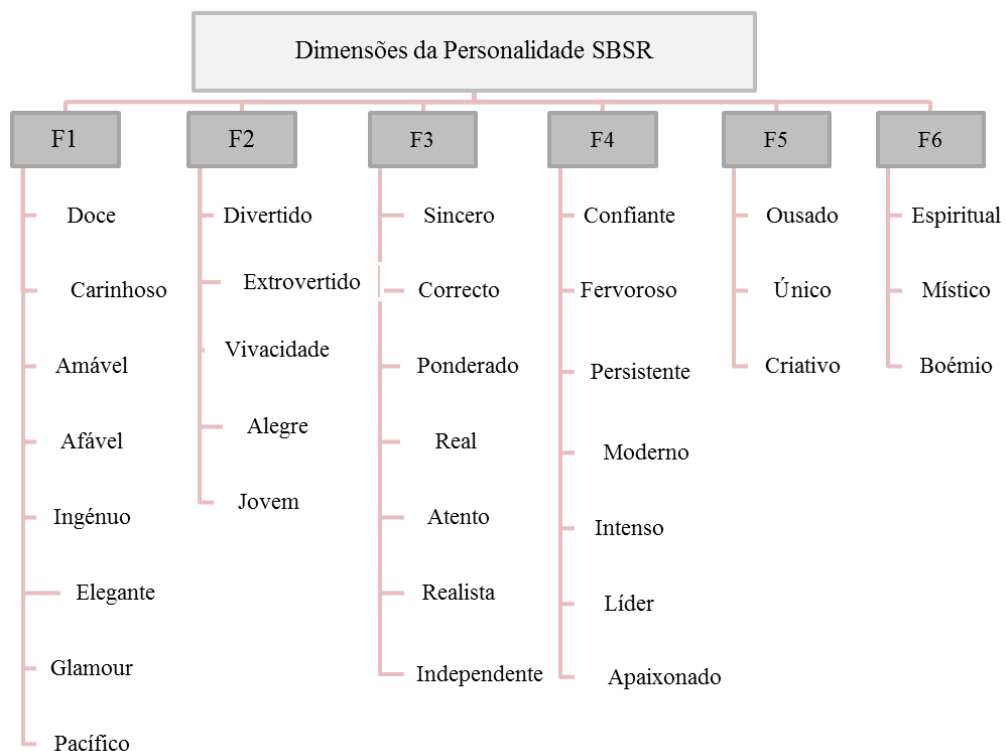 Dimensões da Personalidade SBSR
F1
Doce
Carinhoso
Amável
Afável
Ingénuo
Elegante
Glamour
Pacífico
F2
Divertido
Extrovertido
Vivacidade
Alegre
Jovem
F3
Sincero
Correcto
Ponderado
Real
Atento
Realista
Independente
F4
Confiante
Fervoroso
Persistente
Moderno
Intenso
Líder
Apaixonado
F5
Ousado
Único
Criativo
F6
Espiritual
Místico
Boémio